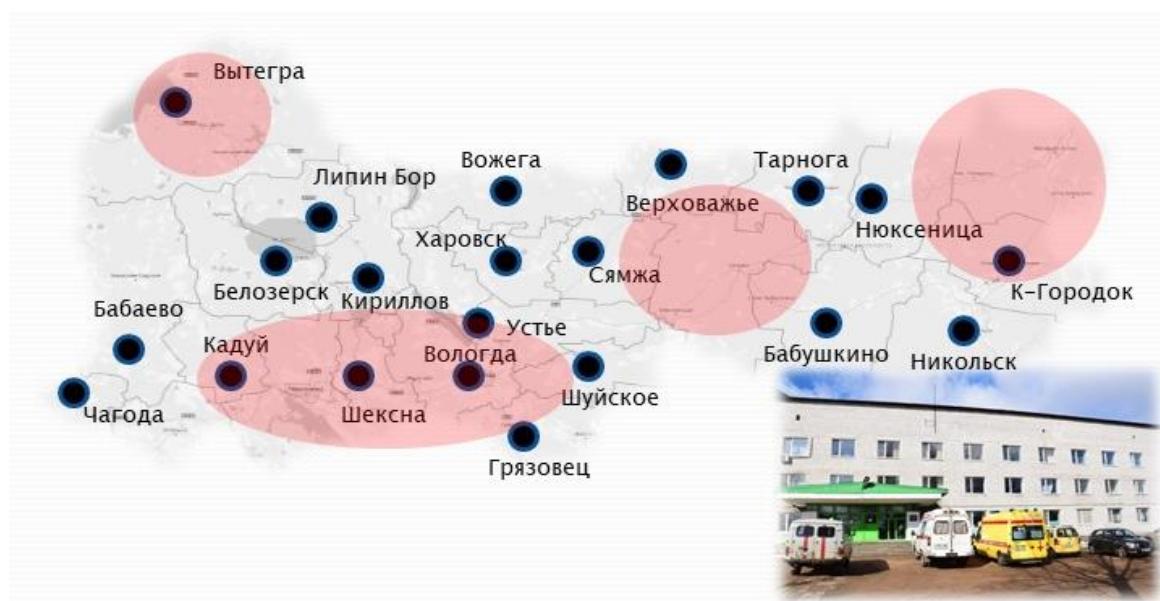 Вытегра
Липин Бор
Вожега
Тарнога
Верховажье
Нюксеница
Харовск
Сямжа
Белозерск
Кириллов
К-Городок
Бабаево
Устье
Кадуй
Вологда
Бабушкино
Никольск
Чагода
Шексна
Шуйское
Грязовец